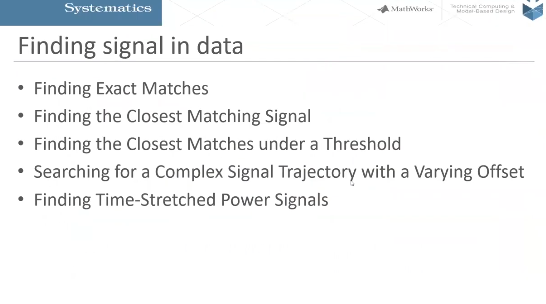 Systematics
MathWorks
Technical Computing &
Model-Based Design
Finding signal in data
• Finding Exact Matches
• Finding the Closest Matching Signal
• Finding the Closest Matches under a Threshold
• Searching for a Complex Signal Trajectory with a Varying Offset
• Finding Time-Stretched Power Signals